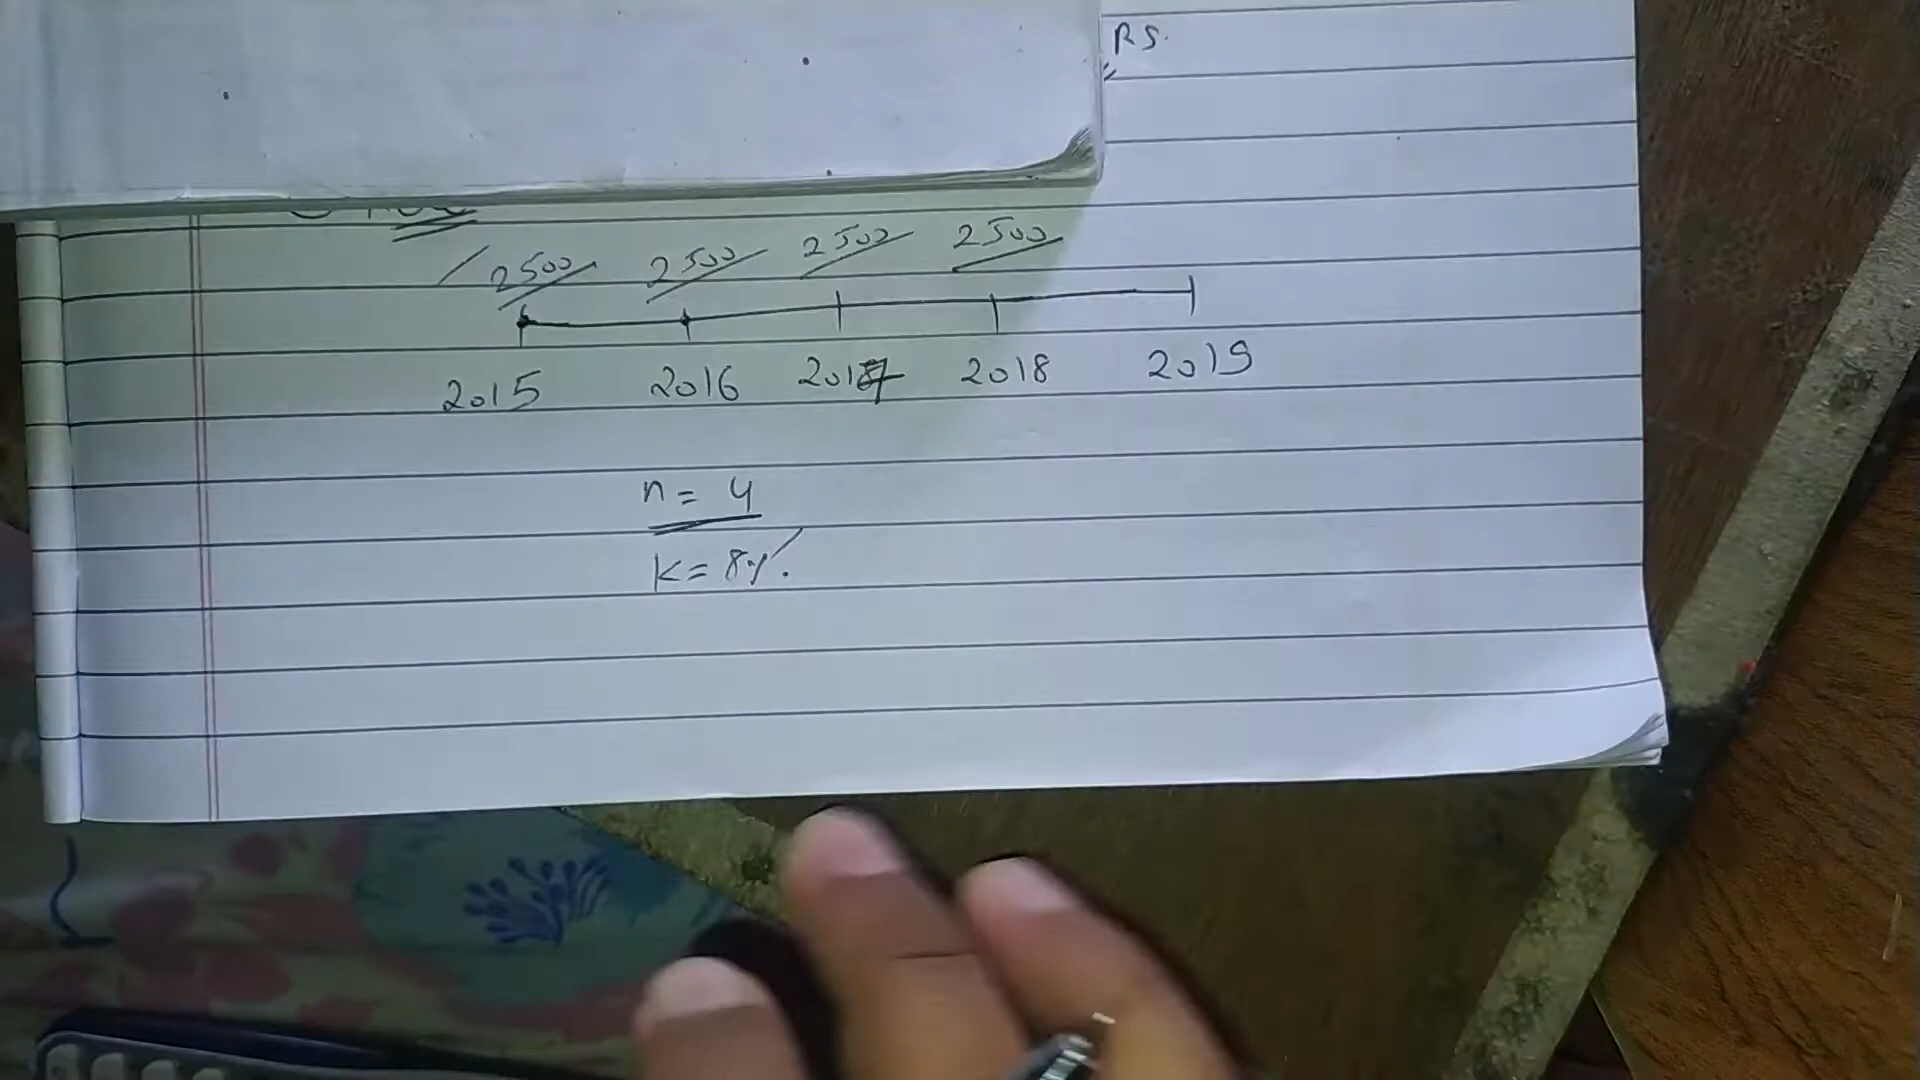 RS.
2500 2500 2500 2500
2015 2016 2017 2018 2019
n = 4
K = 8%.